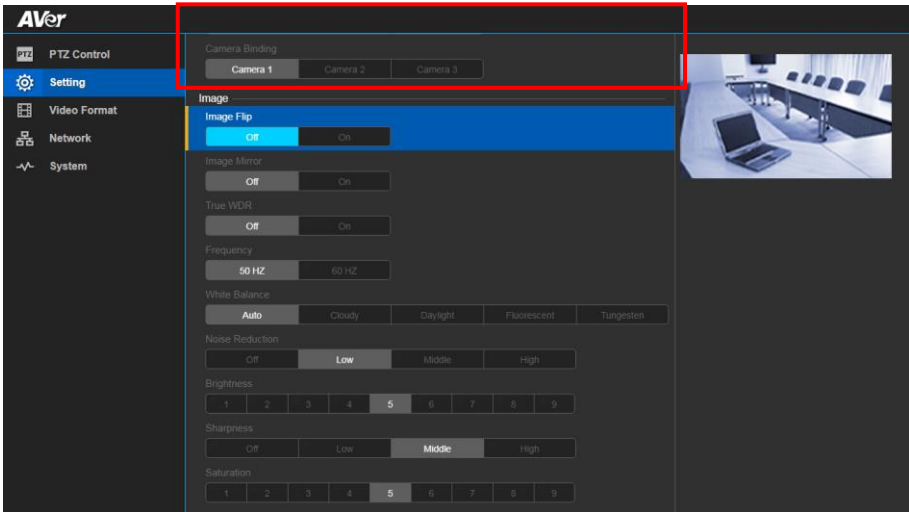 AVer
PTZ PTZ Control
Setting
Video Format
Network
System
Camera Binding
Camera 1 Camera 2 Camera 3
Image
Image Flip
Off On
Image Mirror
Off On
True WDR
Off On
Frequency
50 HZ 60 HZ
White Balance
Auto Cloudy Daylight Fluorescent Tungesten
Noise Reduction
Off Low Middle High
Brightness
1 2 3 4 5 6 7 8 9
Sharpness
Off Low Middle High
Saturation
1 2 3 4 5 6 7 8 9